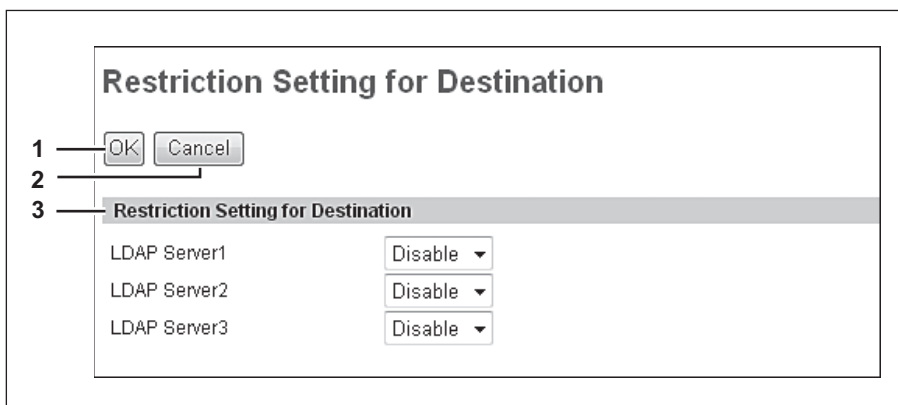 Restriction Setting for Destination
1
OK Cancel
2
3
Restriction Setting for Destination
LDAP Server1 Disable
LDAP Server2 Disable
LDAP Server3 Disable